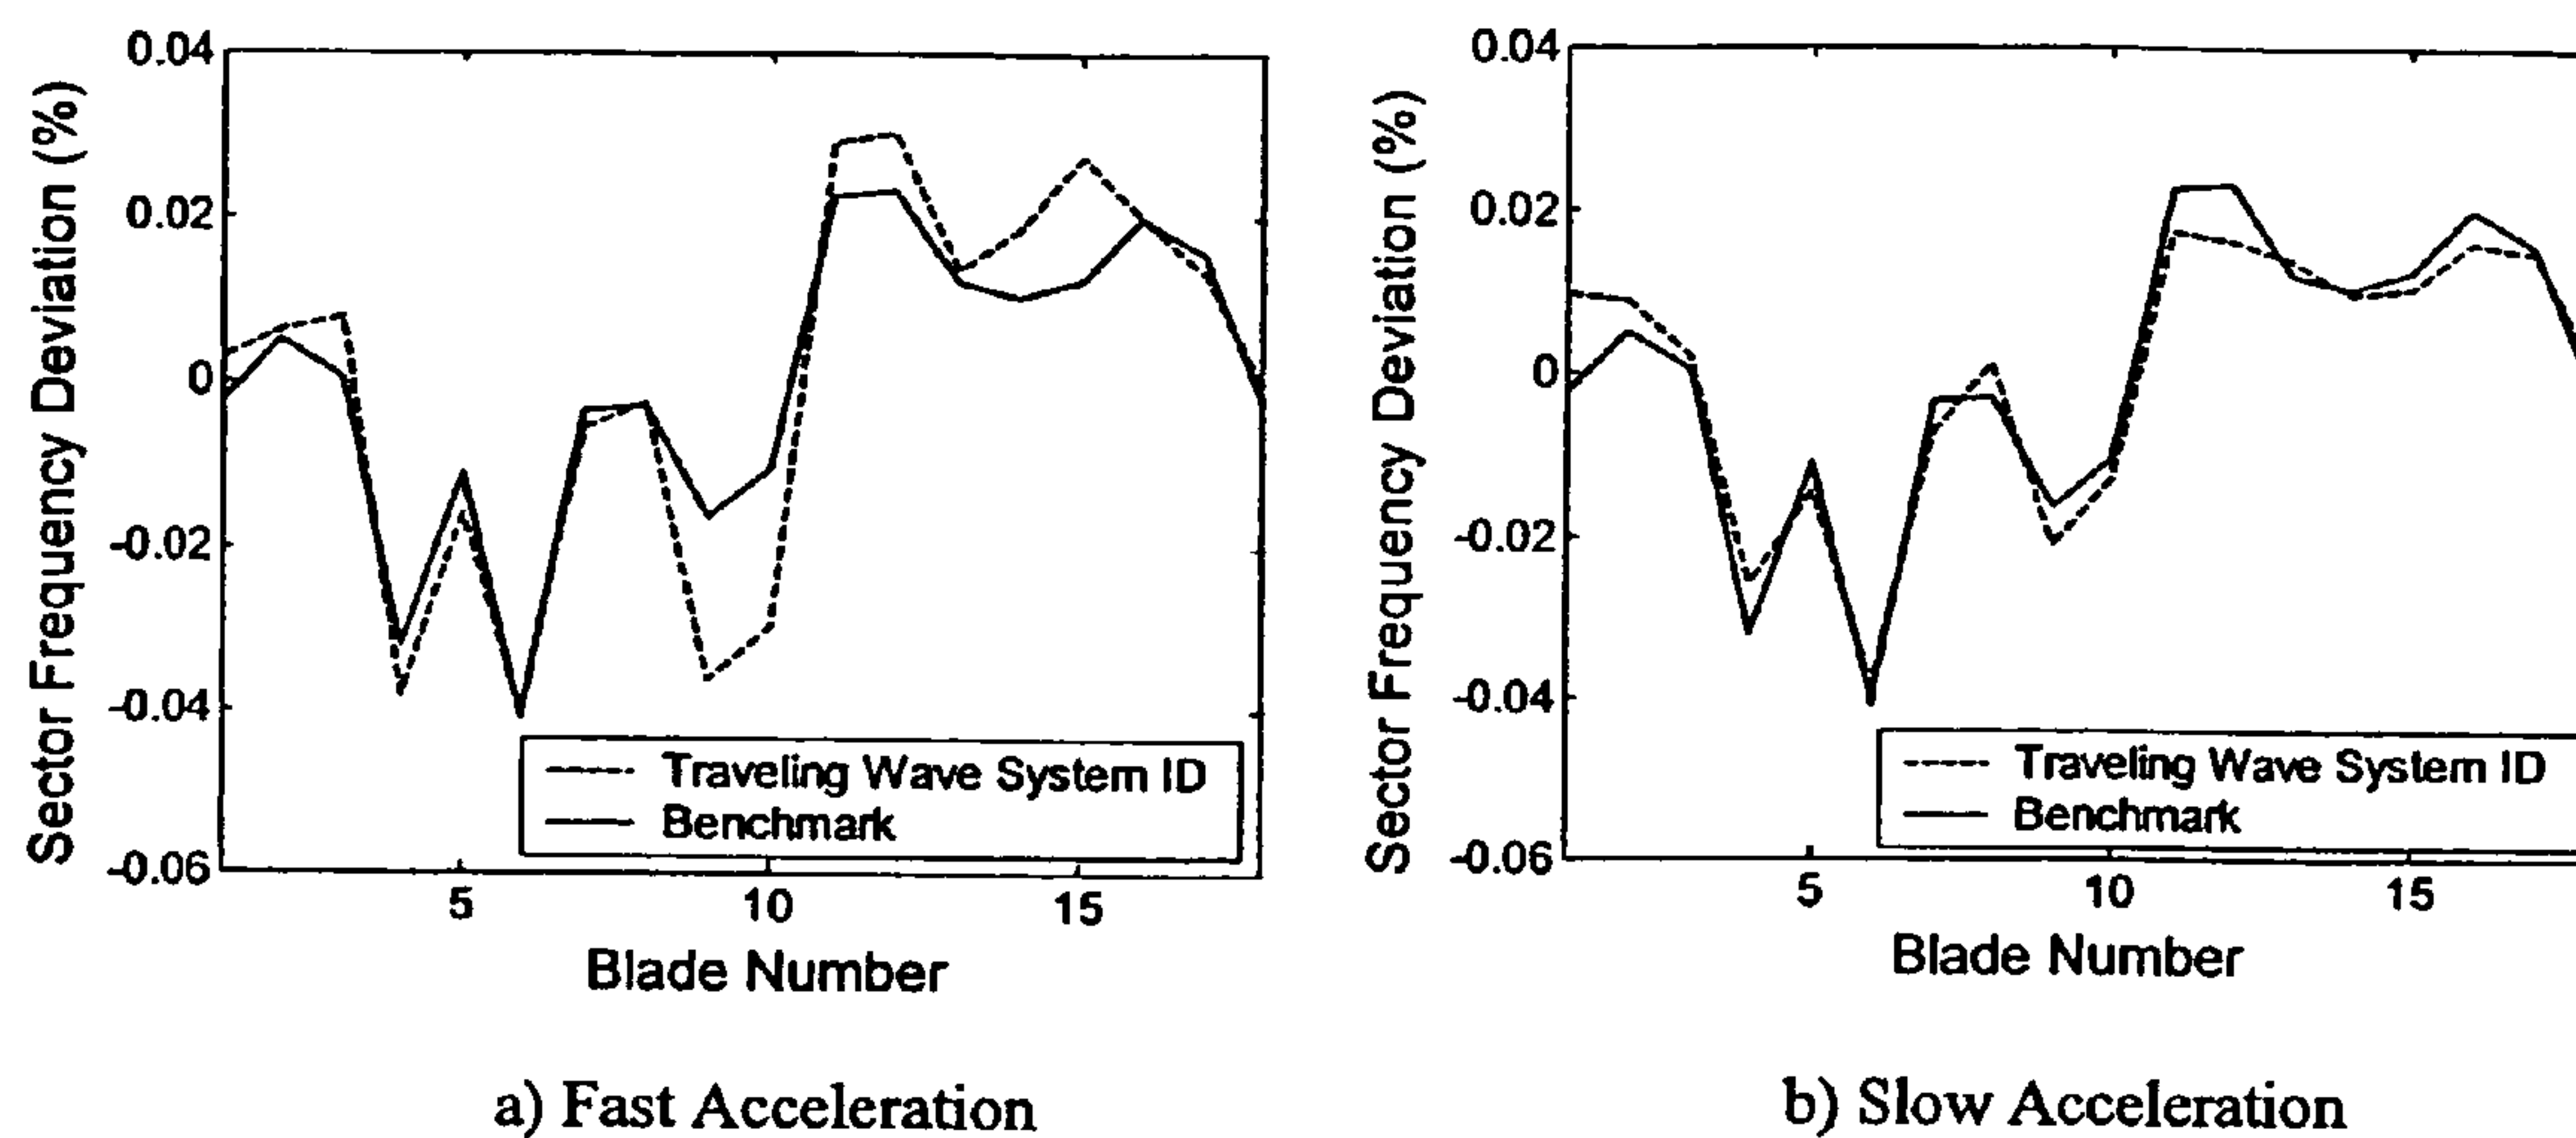 0.04
0.02
0
-0.02
-0.04
-0.06
Sector Frequency Deviation (%)
Traveling Wave System ID
Benchmark
5 10 15
Blade Number
a) Fast Acceleration
0.04
0.02
0
-0.02
-0.04
-0.06
Sector Frequency Deviation (%)
Traveling Wave System ID
Benchmark
5 10 15
Blade Number
b) Slow Acceleration